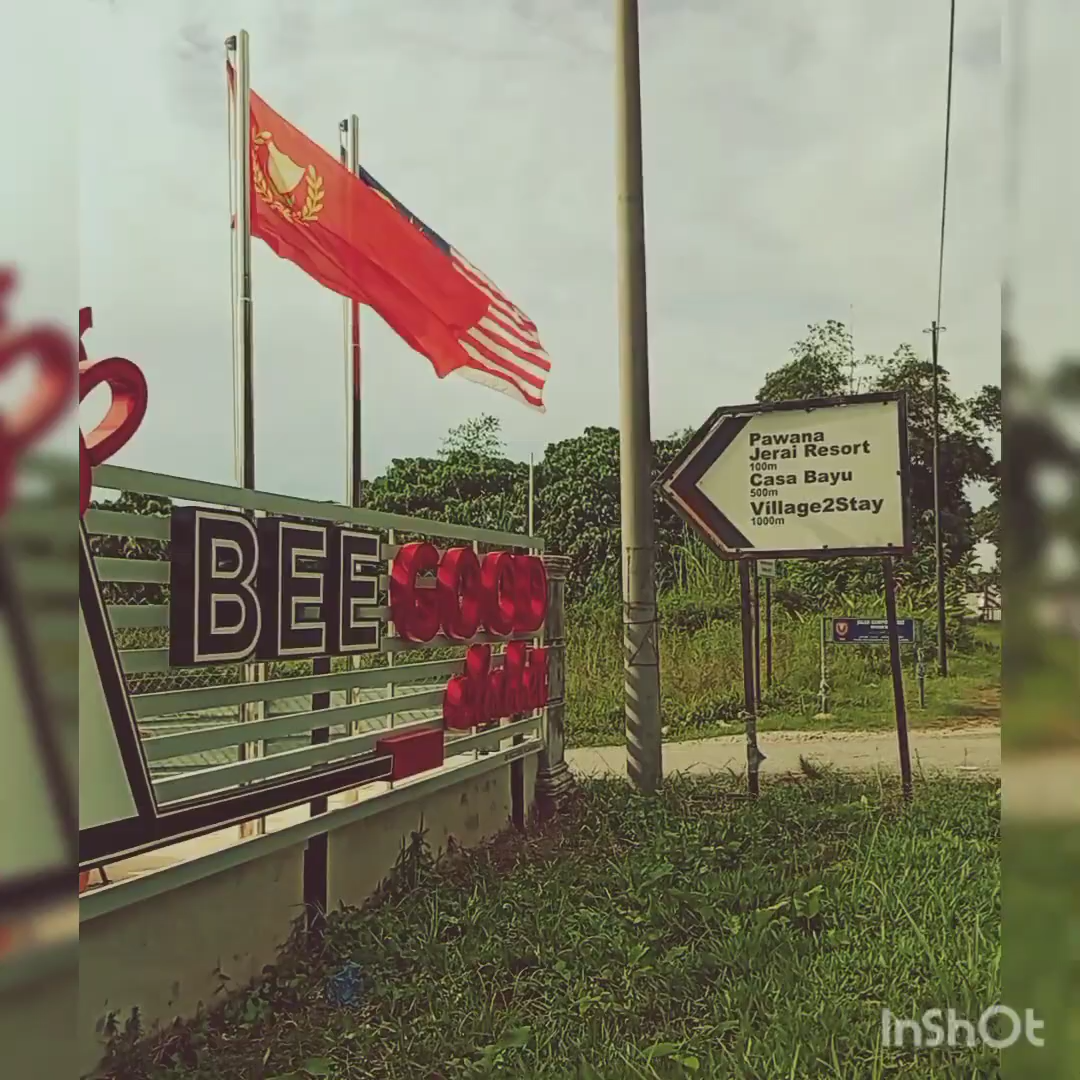 BEE GOOD
Pawana
Jerai Resort
100m
Casa Bayu
500m
Village2Stay
1000m
InShOt